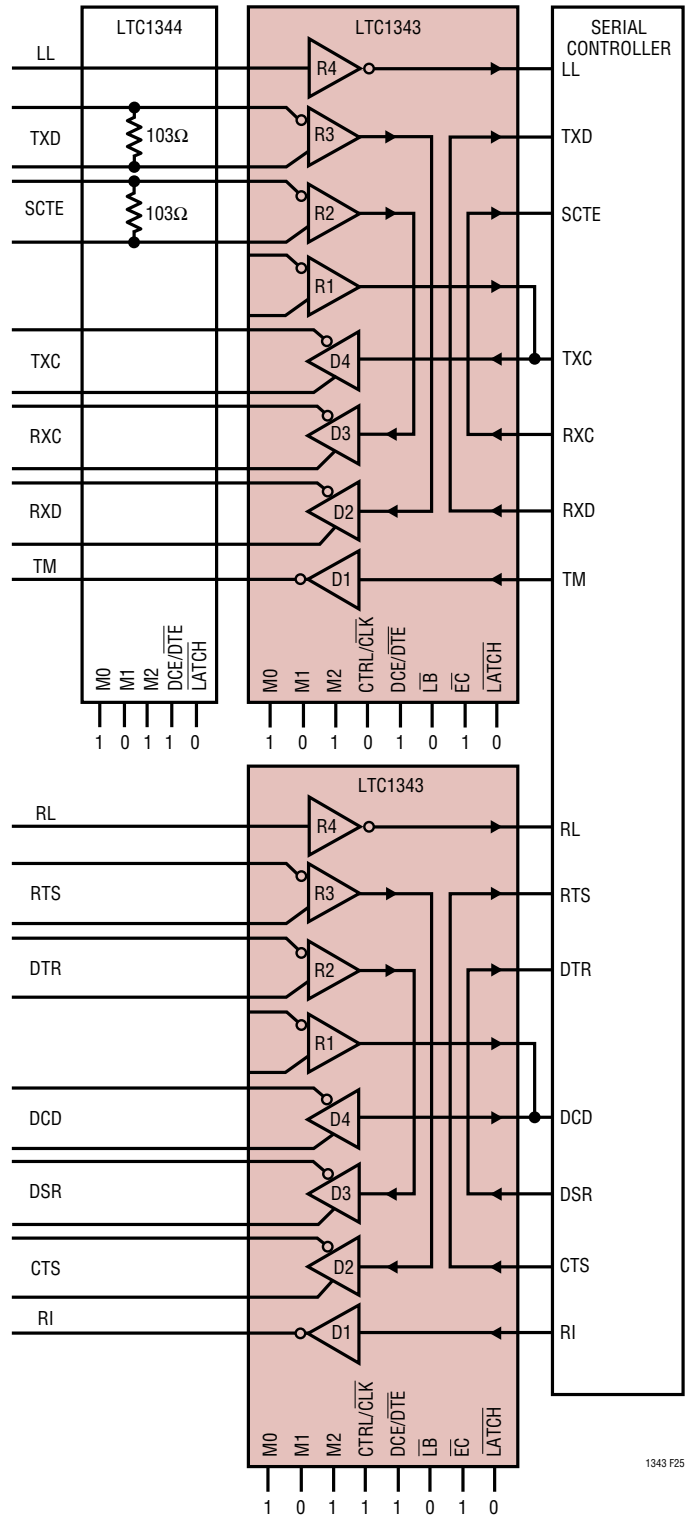 LTC1344
LTC1343
SERIAL
CONTROLLER
LL
R4
LL
TXD
103Ω
R3
TXD
SCTE
103Ω
R2
SCTE
R1
TXC
D4
TXC
RXC
D3
RXC
RXD
D2
RXD
TM
D1
TM
M0
M1
M2
DCE/DTE
LATCH
M0
M1
M2
CTRL/CLK
DCE/DTE
LB
EC
LATCH
1 0 1 1 0
1 0 1 0 1 0 1 0
LTC1343
RL
R4
RL
RTS
R3
RTS
DTR
R2
DTR
R1
DCD
D4
DCD
DSR
D3
DSR
CTS
D2
CTS
RI
D1
RI
M0
M1
M2
CTRL/CLK
DCE/DTE
LB
EC
LATCH
1 0 1 1 1 0 1 0
1343 F25